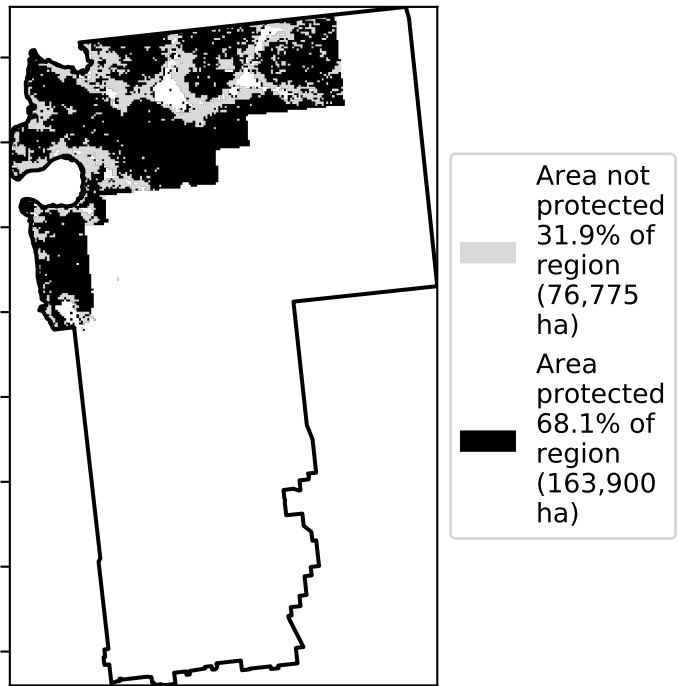 Area not
protected
31.9% of
region
(76,775
ha)
Area
protected
68.1% of
region
(163,900
ha)